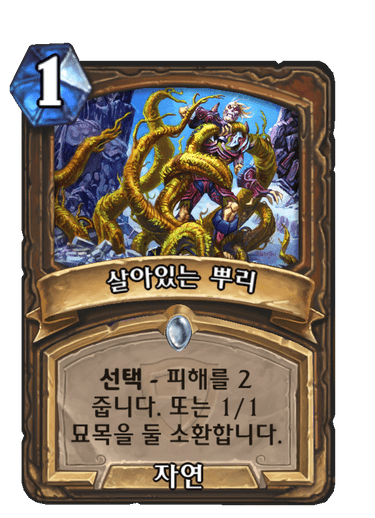 1
살아있는 뿌리
선택 - 피해를 2
줍니다. 또는 1/1
묘목을 둘 소환합니다.
자연